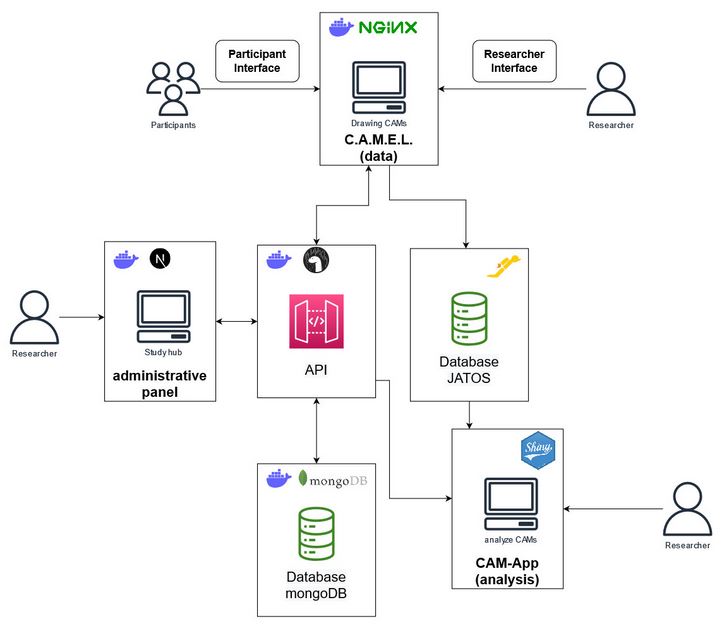 NGINX
Participant
Interface
Researcher
Interface
Participants
Drawing CAMs
C.A.M.E.L.
(data)
Researcher
N
Study hub
administrative
panel
Researcher
</>
API
Database
JATOS
mongoDB
Database
mongoDB
Shiny
analyze CAMs
CAM-App
(analysis)
Researcher